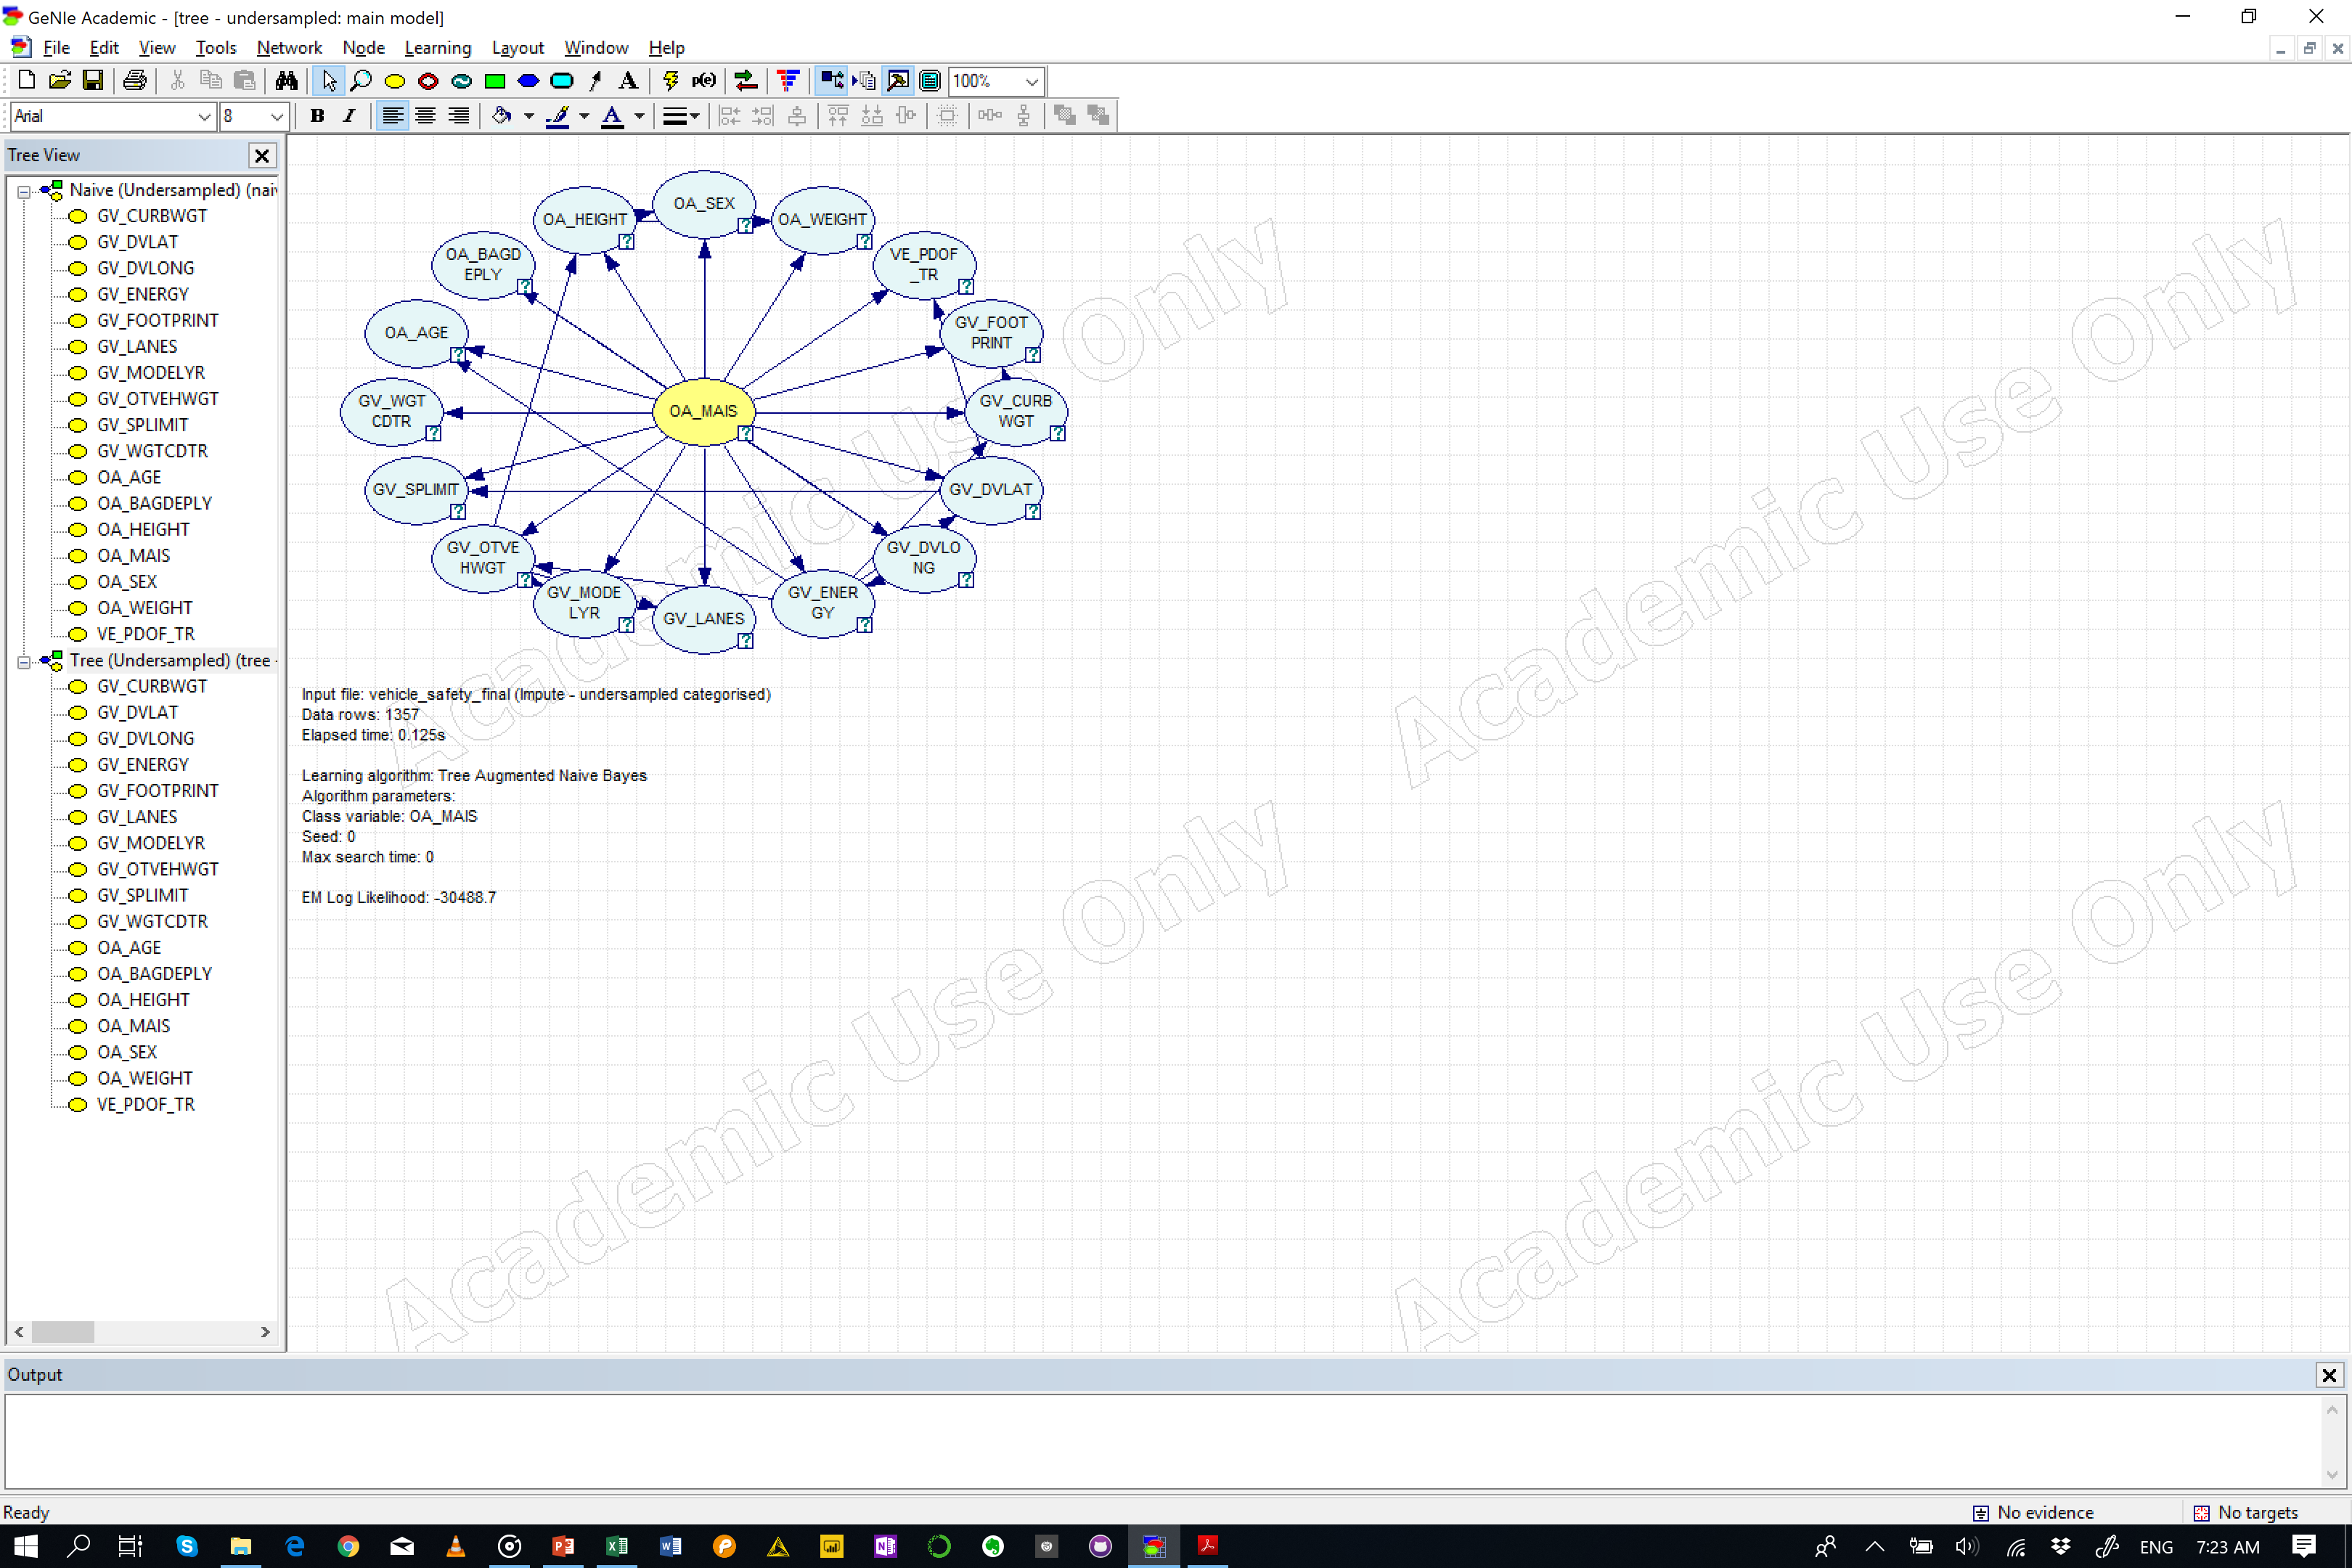 GeNIe Academic - [tree - undersampled: main model]
File Edit View Tools Network Node Learning Layout Window Help
p(e) 100%
Arial 8 B I A
Tree View
Naive (Undersampled) (naiv
GV_CURBWGT
GV_DVLAT
GV_DVLONG
GV_ENERGY
GV_FOOTPRINT
GV_LANES
GV_MODELYR
GV_OTVEHWGT
GV_SPLIMIT
GV_WGTCDTR
OA_AGE
OA_BAGDEPLY
OA_HEIGHT
OA_MAIS
OA_SEX
OA_WEIGHT
VE_PDOF_TR
Tree (Undersampled) (tree -
GV_CURBWGT
GV_DVLAT
GV_DVLONG
GV_ENERGY
GV_FOOTPRINT
GV_LANES
GV_MODELYR
GV_OTVEHWGT
GV_SPLIMIT
GV_WGTCDTR
OA_AGE
OA_BAGDEPLY
OA_HEIGHT
OA_MAIS
OA_SEX
OA_WEIGHT
VE_PDOF_TR
OA_SEX
OA_HEIGHT
OA_WEIGHT
OA_BAGD
EPLY
VE_PDOF
_TR
OA_AGE
GV_FOOT
PRINT
GV_WGT
CDTR
OA_MAIS
GV_CURB
WGT
GV_SPLIMIT
GV_DVLAT
GV_OTVE
HWGT
GV_DVLO
NG
GV_MODE
LYR
GV_LANES
GV_ENER
GY
Input file: vehicle_safety_final (Impute - undersampled categorised)
Data rows: 1357
Elapsed time: 0.125s
Learning algorithm: Tree Augmented Naive Bayes
Algorithm parameters:
Class variable: OA_MAIS
Seed: 0
Max search time: 0
EM Log Likelihood: -30488.7
Academic Use Only
Academic Use Only
Academic Use Only
Academic Use Only
Output
Ready
No evidence
No targets
ENG 7:23 AM